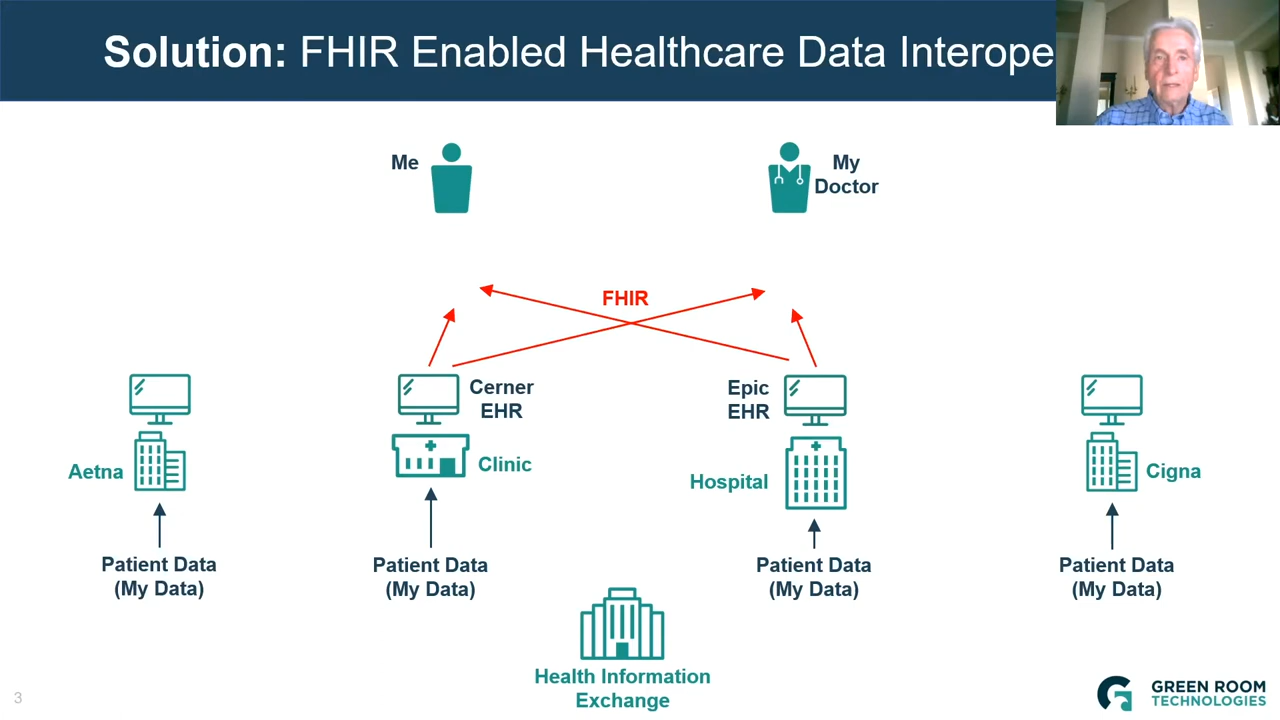 Solution: FHIR Enabled Healthcare Data Interope
Me
My
Doctor
FHIR
Cerner
EHR
Epic
EHR
Aetna
Clinic
Hospital
Cigna
Patient Data
(My Data)
Patient Data
(My Data)
Patient Data
(My Data)
Patient Data
(My Data)
Health Information
Exchange
3
GREEN ROOM
TECHNOLOGIES